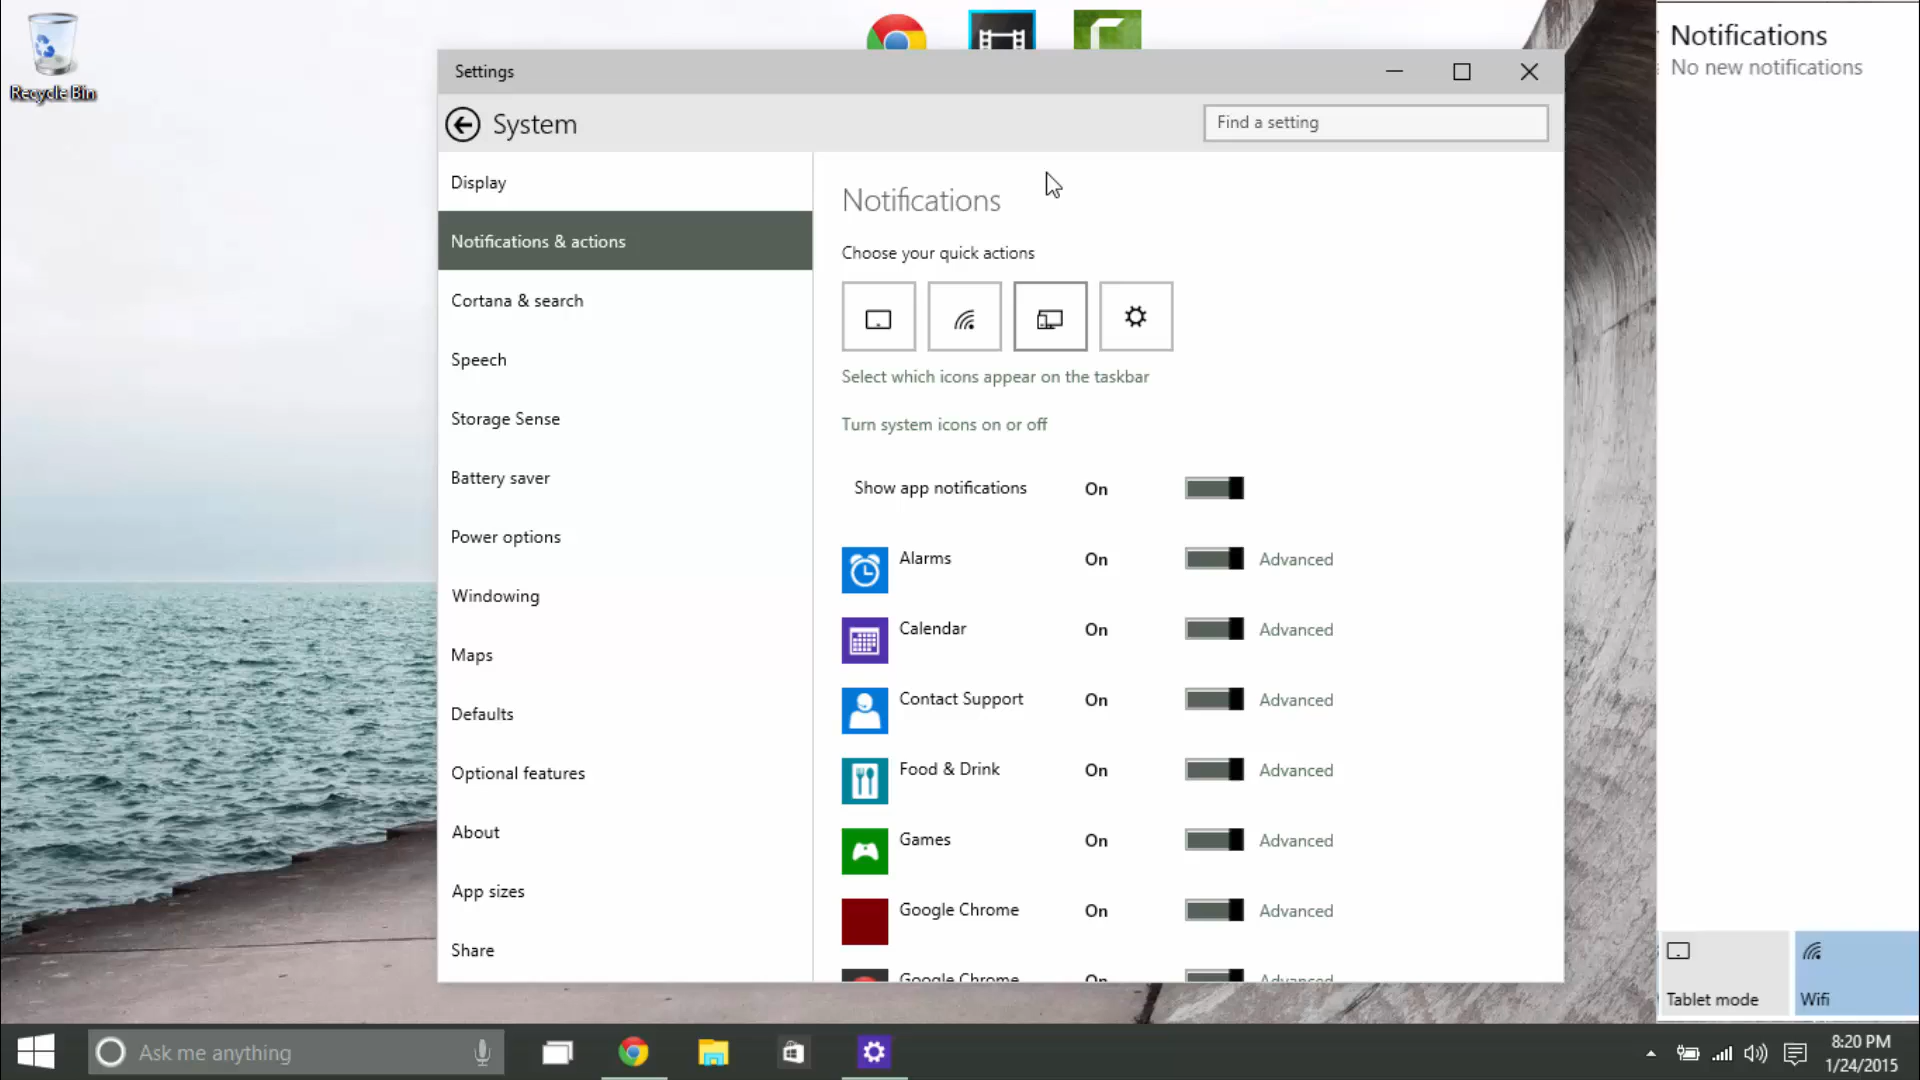 Recycle Bin
Settings
System
Find a setting
Display
Notifications & actions
Cortana & search
Speech
Storage Sense
Battery saver
Power options
Windowing
Maps
Defaults
Optional features
About
App sizes
Share
Notifications
Choose your quick actions
Select which icons appear on the taskbar
Turn system icons on or off
Show app notifications On
Alarms On Advanced
Calendar On Advanced
Contact Support On Advanced
Food & Drink On Advanced
Games On Advanced
Google Chrome On Advanced
Google Chrome On Advanced
Notifications
No new notifications
Tablet mode
Wifi
Ask me anything
8:20 PM
1/24/2015